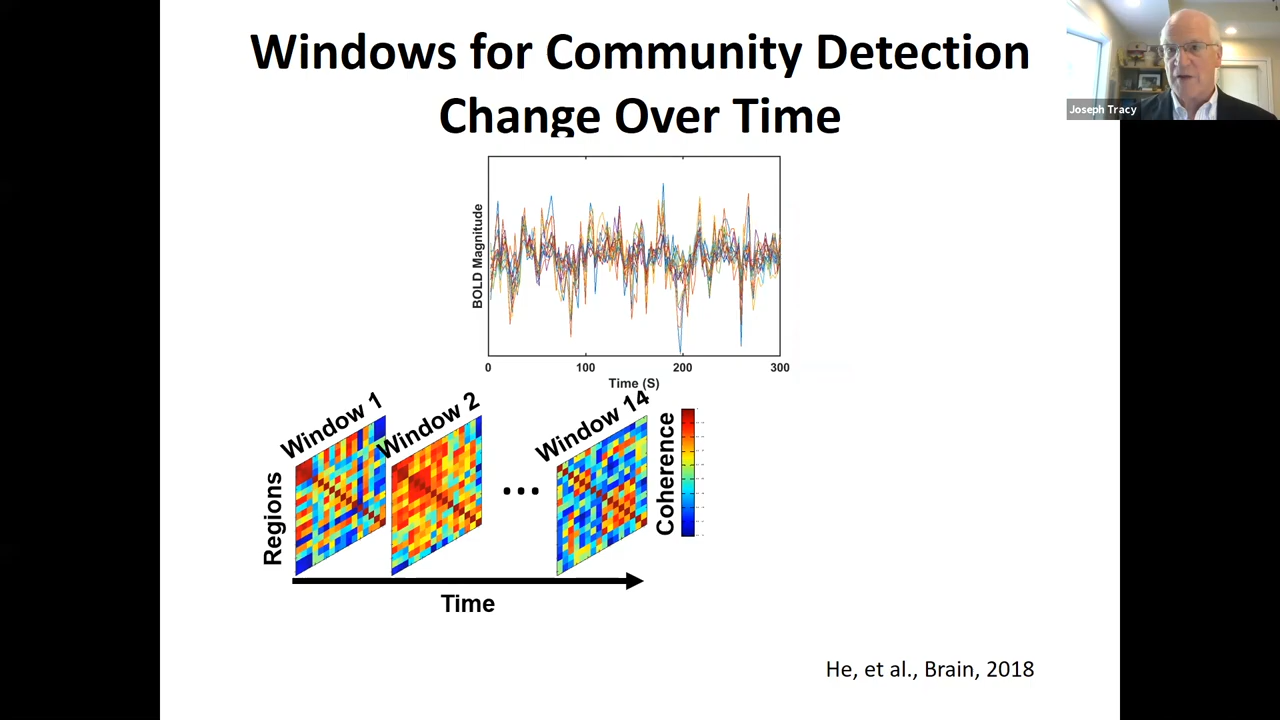 Windows for Community Detection
Change Over Time
Joseph Tracy
BOLD Magnitude
0 100 200 300
Time (S)
Window 1
Window 2
Window 14
...
Regions
Coherence
Time
He, et al., Brain, 2018